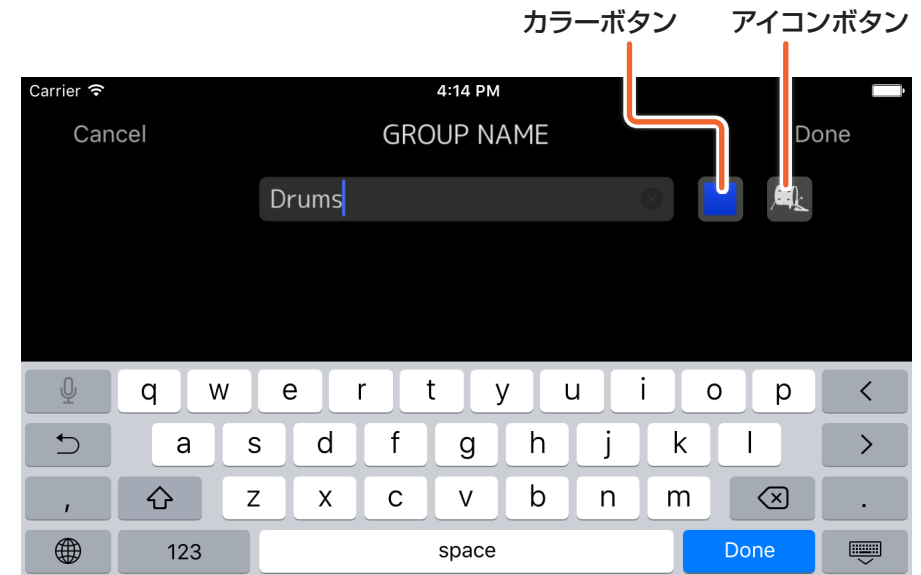 カラーボタン アイコンボタン
Carrier 4:14 PM
Cancel GROUP NAME Done
Drums
q w e r t y u i o p <
a s d f g h j k l >
, z x c v b n m .
123 space Done